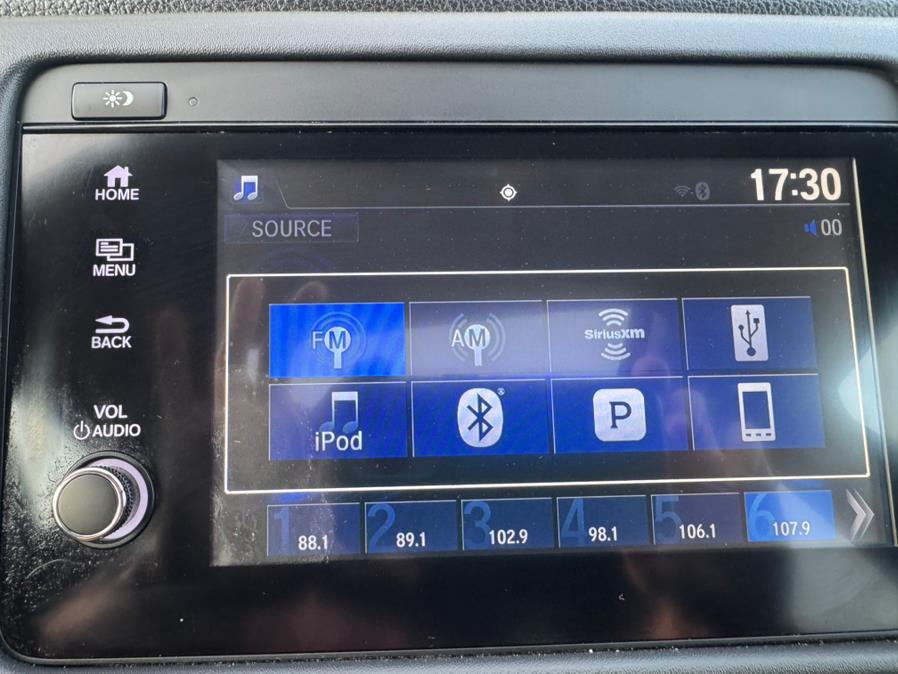 HOME
MENU
BACK
VOL
AUDIO
17:30
SOURCE
00
FM
AM
SiriusXM
iPod
P
1 88.1
2 89.1
3 102.9
4 98.1
5 106.1
6 107.9